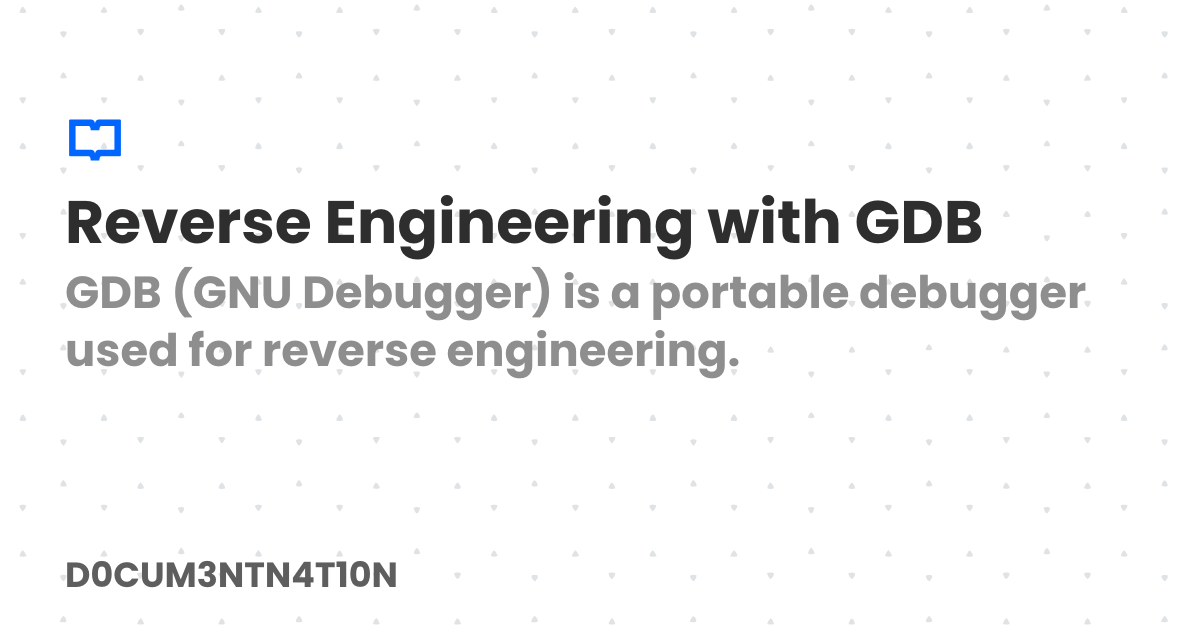 Reverse Engineering with GDB
GDB (GNU Debugger) is a portable debugger
used for reverse engineering.
D0CUM3NTN4T10N